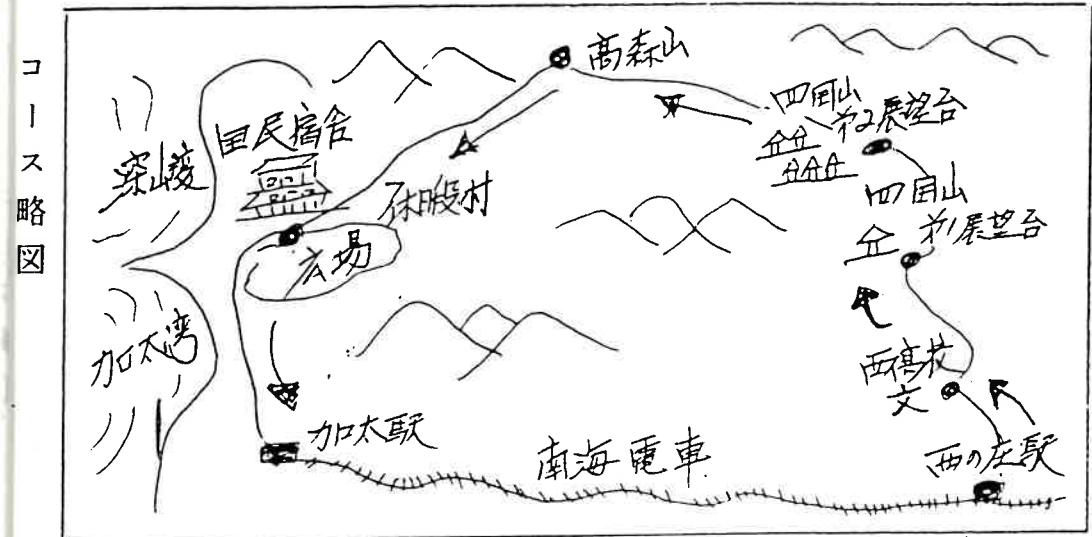 コース略図
高森山
四国山
第2展望台
四国山
第1展望台
国民宿舎
深山
休暇村
広場
加太湾
西高校
加太駅
南海電車
西の庄駅